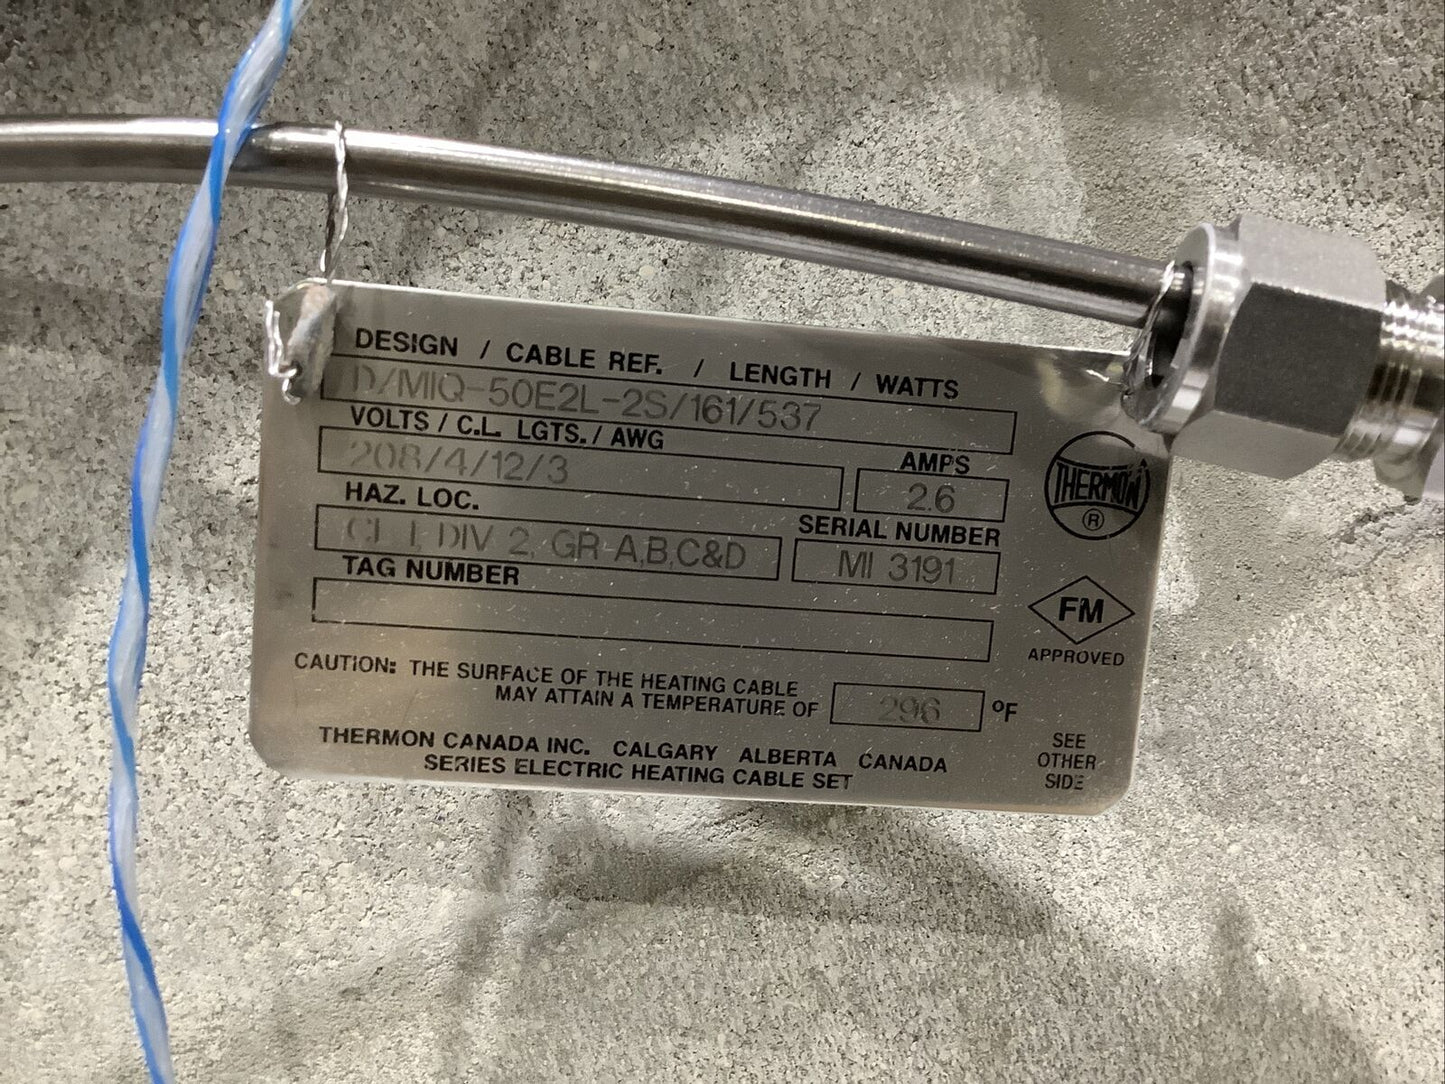 DESIGN / CABLE REF. / LENGTH / WATTS
D/MIQ-50E2L-2S/161/537
VOLTS / C.L. LGTS. / AWG
208/4/12/3
AMPS
2.6
THERMON
®
HAZ. LOC.
CL I, DIV 2, GR A,B,C&D
SERIAL NUMBER
MI 3191
TAG NUMBER
FM
APPROVED
CAUTION: THE SURFACE OF THE HEATING CABLE
MAY ATTAIN A TEMPERATURE OF 296 ºF
THERMON CANADA INC. CALGARY ALBERTA CANADA
SERIES ELECTRIC HEATING CABLE SET
SEE
OTHER
SIDE